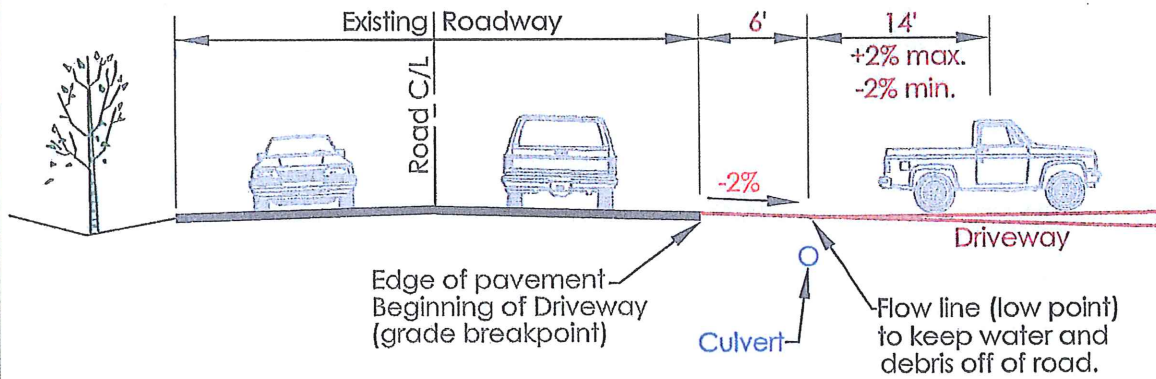 Existing Roadway
6'
14'
+2% max.
-2% min.
Road C/L
-2%
Driveway
Edge of pavement
Beginning of Driveway
(grade breakpoint)
Culvert
Flow line (low point)
to keep water and
debris off of road.